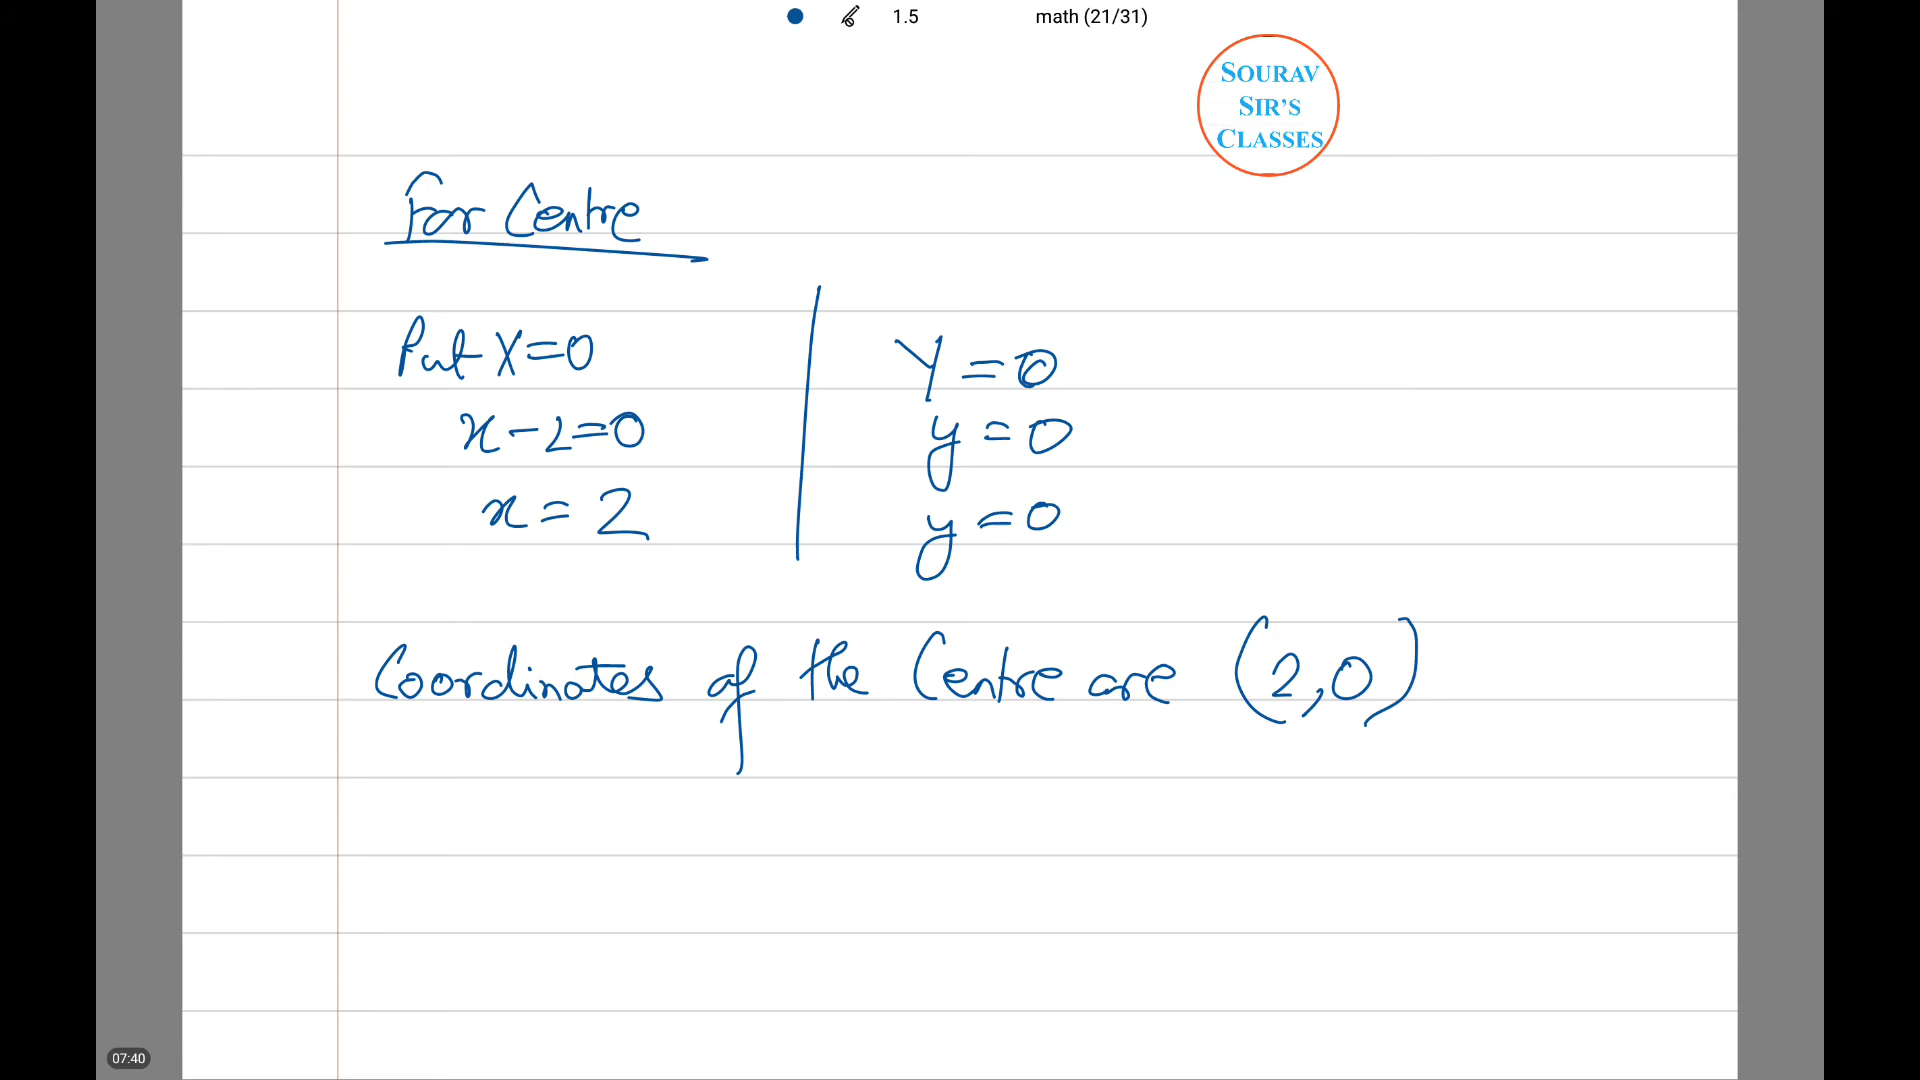 1.5 math (21/31)
SOURAV
SIR'S
CLASSES
For Centre
Put X=0
x-2=0
x = 2
Y=0
y=0
y=0
Coordinates of the Centre are (2,0)
07:40